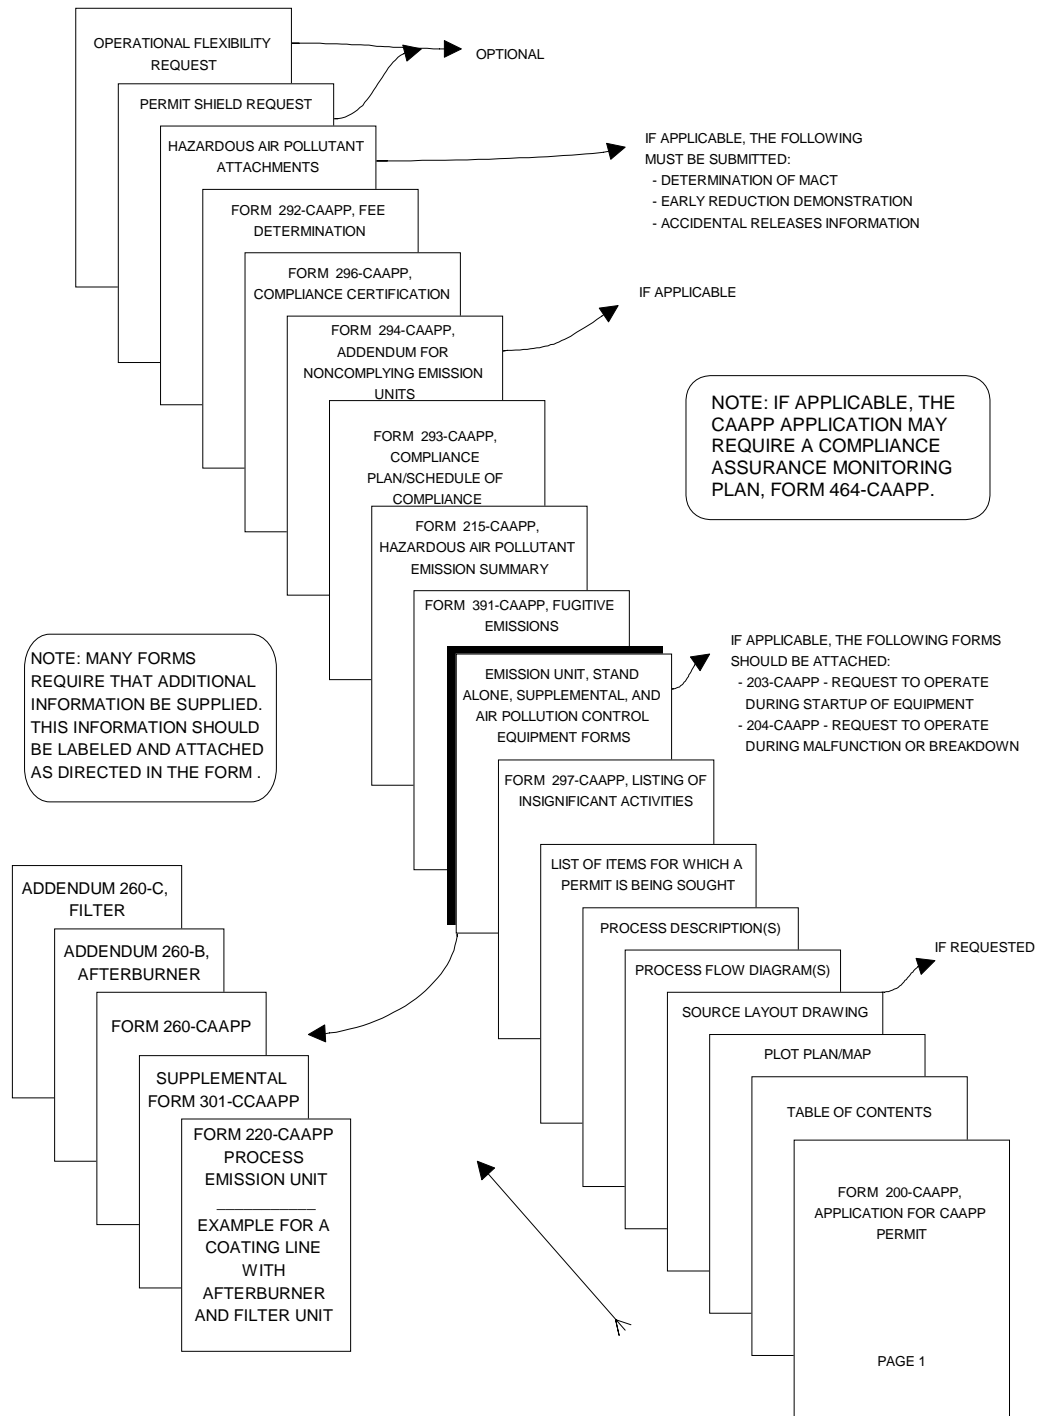 OPERATIONAL FLEXIBILITY
REQUEST
OPTIONAL
PERMIT SHIELD REQUEST
HAZARDOUS AIR POLLUTANT
ATTACHMENTS
IF APPLICABLE, THE FOLLOWING
MUST BE SUBMITTED:
- DETERMINATION OF MACT
- EARLY REDUCTION DEMONSTRATION
- ACCIDENTAL RELEASES INFORMATION
FORM 292-CAAPP, FEE
DETERMINATION
FORM 296-CAAPP,
COMPLIANCE CERTIFICATION
IF APPLICABLE
FORM 294-CAAPP,
ADDENDUM FOR
NONCOMPLYING EMISSION
UNITS
NOTE: IF APPLICABLE, THE
CAAPP APPLICATION MAY
REQUIRE A COMPLIANCE
ASSURANCE MONITORING
PLAN, FORM 464-CAAPP.
FORM 293-CAAPP,
COMPLIANCE
PLAN/SCHEDULE OF
COMPLIANCE
FORM 215-CAAPP,
HAZARDOUS AIR POLLUTANT
EMISSION SUMMARY
FORM 391-CAAPP, FUGITIVE
EMISSIONS
NOTE: MANY FORMS
REQUIRE THAT ADDITIONAL
INFORMATION BE SUPPLIED.
THIS INFORMATION SHOULD
BE LABELED AND ATTACHED
AS DIRECTED IN THE FORM .
EMISSION UNIT, STAND
ALONE, SUPPLEMENTAL, AND
AIR POLLUTION CONTROL
EQUIPMENT FORMS
IF APPLICABLE, THE FOLLOWING FORMS
SHOULD BE ATTACHED:
- 203-CAAPP - REQUEST TO OPERATE
DURING STARTUP OF EQUIPMENT
- 204-CAAPP - REQUEST TO OPERATE
DURING MALFUNCTION OR BREAKDOWN
FORM 297-CAAPP, LISTING OF
INSIGNIFICANT ACTIVITIES
LIST OF ITEMS FOR WHICH A
PERMIT IS BEING SOUGHT
PROCESS DESCRIPTION(S)
PROCESS FLOW DIAGRAM(S)
IF REQUESTED
SOURCE LAYOUT DRAWING
PLOT PLAN/MAP
TABLE OF CONTENTS
FORM 200-CAAPP,
APPLICATION FOR CAAPP
PERMIT
PAGE 1
ADDENDUM 260-C,
FILTER
ADDENDUM 260-B,
AFTERBURNER
FORM 260-CAAPP
SUPPLEMENTAL
FORM 301-CCAAPP
FORM 220-CAAPP
PROCESS
EMISSION UNIT
___________
EXAMPLE FOR A
COATING LINE
WITH
AFTERBURNER
AND FILTER UNIT